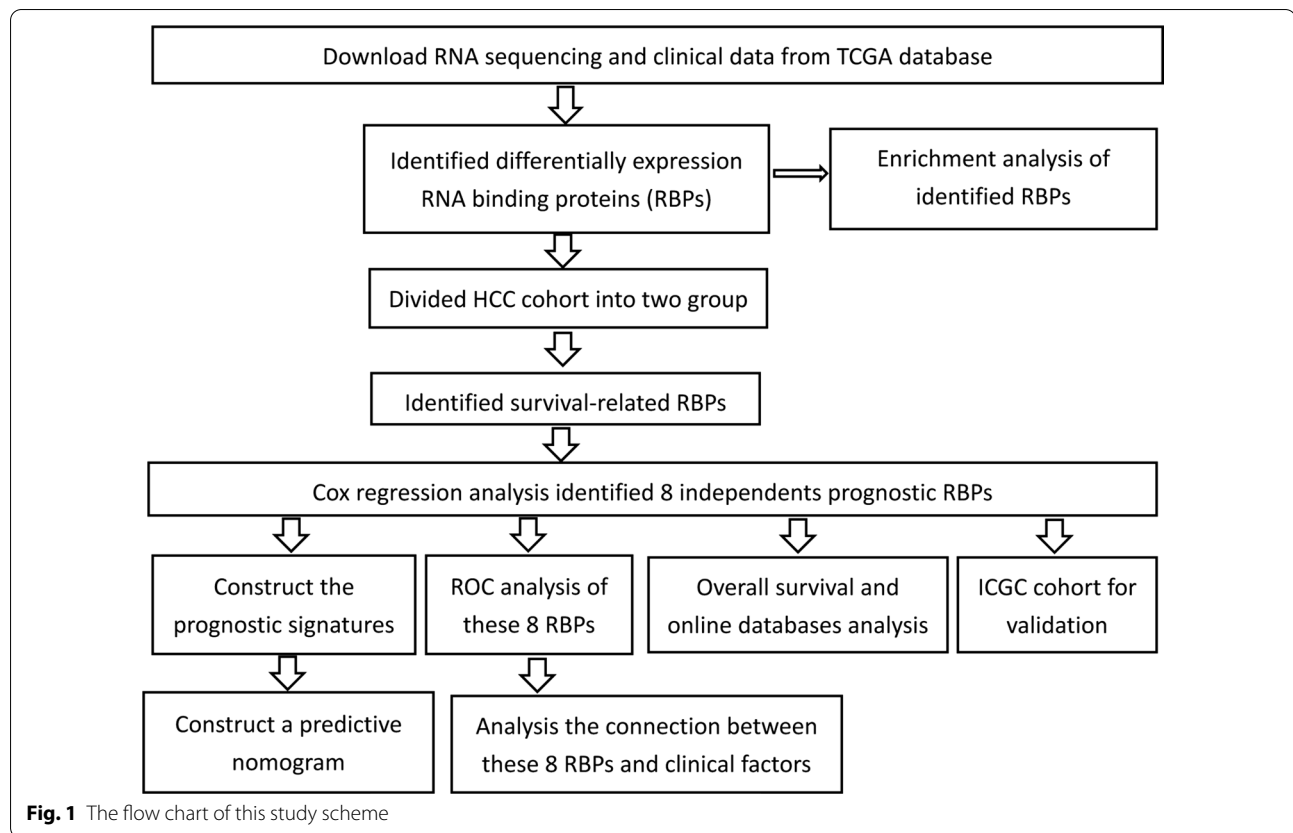 Download RNA sequencing and clinical data from TCGA database
Identified differentially expression
RNA binding proteins (RBPs)
Enrichment analysis of
identified RBPs
Divided HCC cohort into two group
Identified survival-related RBPs
Cox regression analysis identified 8 independents prognostic RBPs
Construct the
prognostic signatures
ROC analysis of
these 8 RBPs
Overall survival and
online databases analysis
ICGC cohort for
validation
Construct a predictive
nomogram
Analysis the connection between
these 8 RBPs and clinical factors
Fig. 1 The flow chart of this study scheme